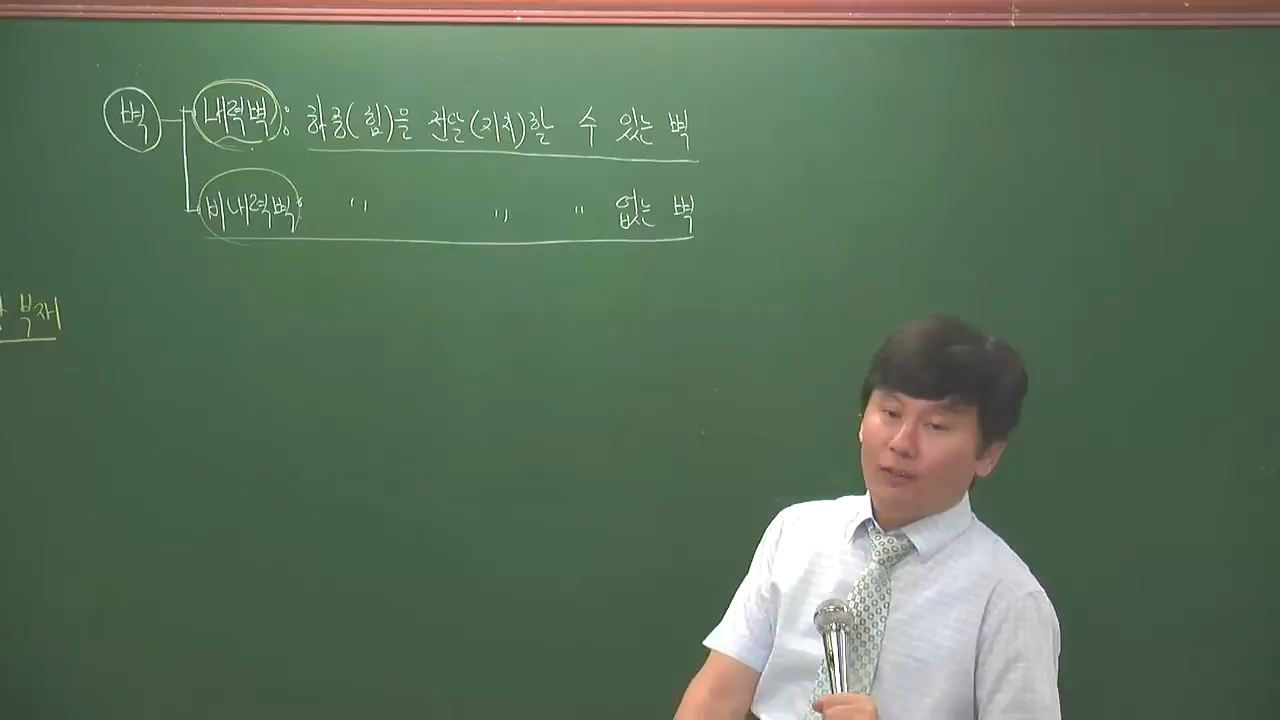 벽 내력벽: 하중(힘)을 전달(지지)할 수 있는 벽
비내력벽: " " " 없는 벽
부재